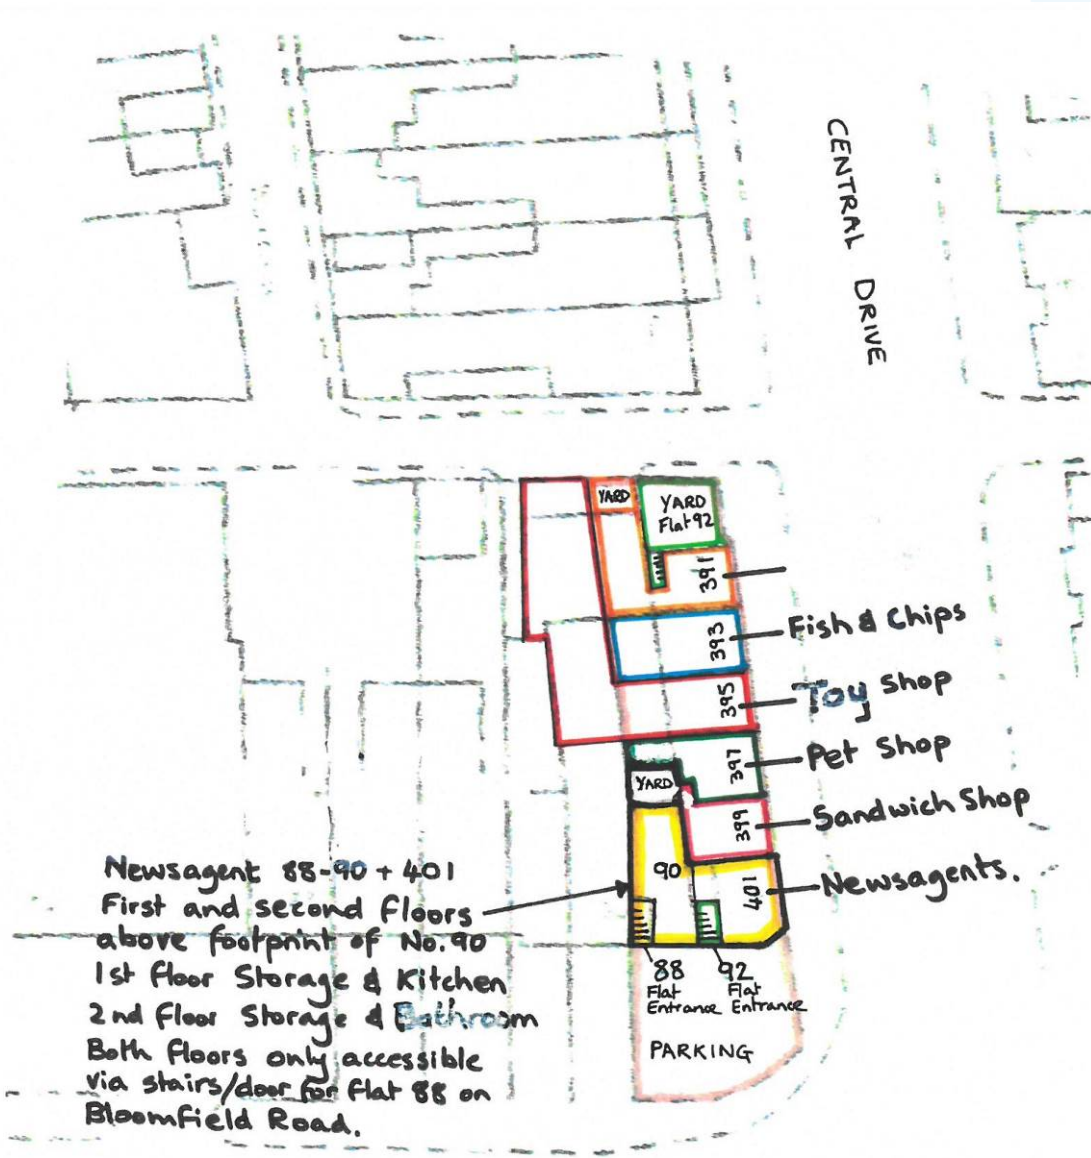 CENTRAL DRIVE
YARD
YARD
Flat 92
391
393
Fish & Chips
395
Toy Shop
397
Pet Shop
YARD
399
Sandwich Shop
90
401
Newsagents.
Newsagent 88-90 + 401
First and second floors
above footprint of No. 90
1st floor Storage & Kitchen
2nd floor Storage & Bathroom
Both floors only accessible
via stairs/door for flat 88 on
Bloomfield Road.
88
Flat
Entrance
92
Flat
Entrance
PARKING